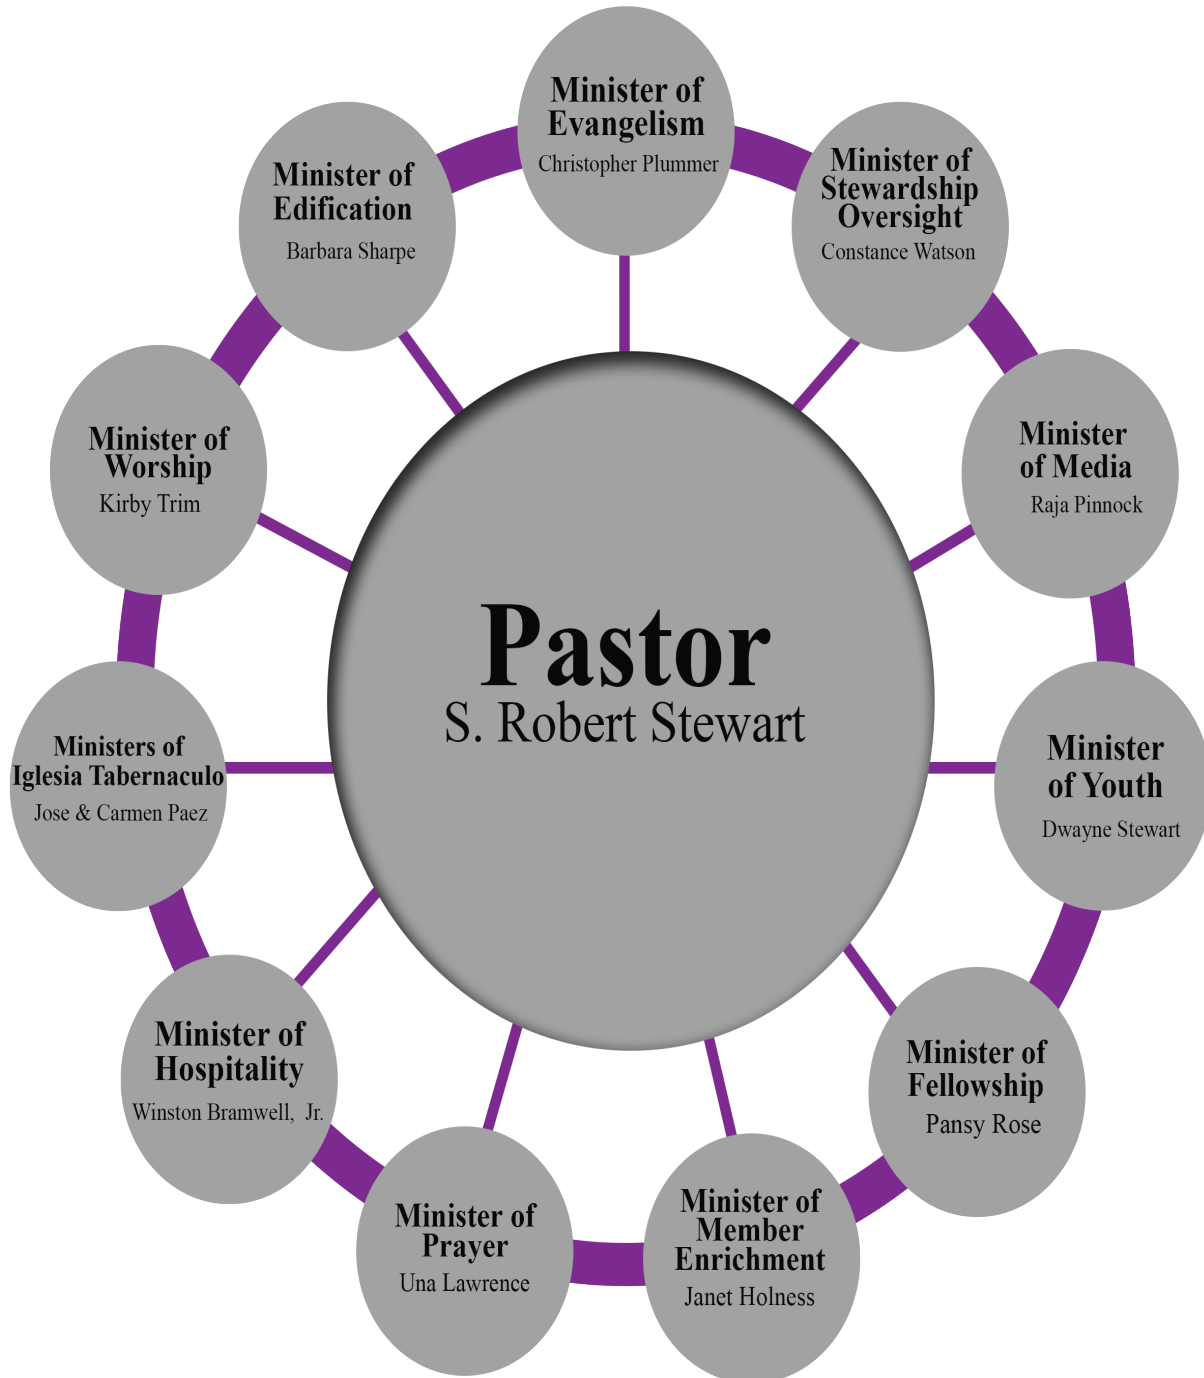 Minister of
Evangelism
Christopher Plummer
Minister of
Stewardship
Oversight
Constance Watson
Minister
of Media
Raja Pinnock
Minister
of Youth
Dwayne Stewart
Minister of
Fellowship
Pansy Rose
Minister of
Member
Enrichment
Janet Holness
Minister of
Prayer
Una Lawrence
Minister of
Hospitality
Winston Bramwell, Jr.
Ministers of
Iglesia Tabernaculo
Jose & Carmen Paez
Minister of
Worship
Kirby Trim
Minister of
Edification
Barbara Sharpe
Pastor
S. Robert Stewart